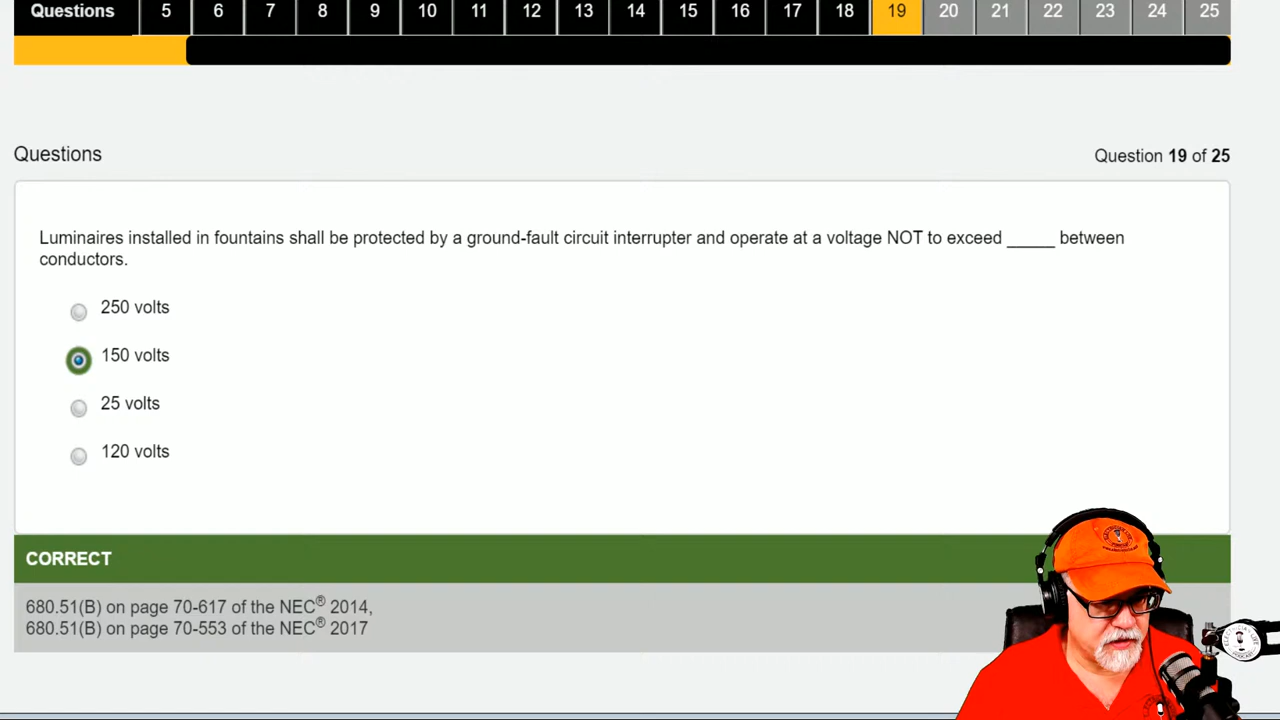 Questions 5 6 7 8 9 10 11 12 13 14 15 16 17 18 19 20 21 22 23 24 25
Questions
Question 19 of 25
Luminaires installed in fountains shall be protected by a ground-fault circuit interrupter and operate at a voltage NOT to exceed _____ between
conductors.
250 volts
150 volts
25 volts
120 volts
CORRECT
680.51(B) on page 70-617 of the NEC® 2014,
680.51(B) on page 70-553 of the NEC® 2017